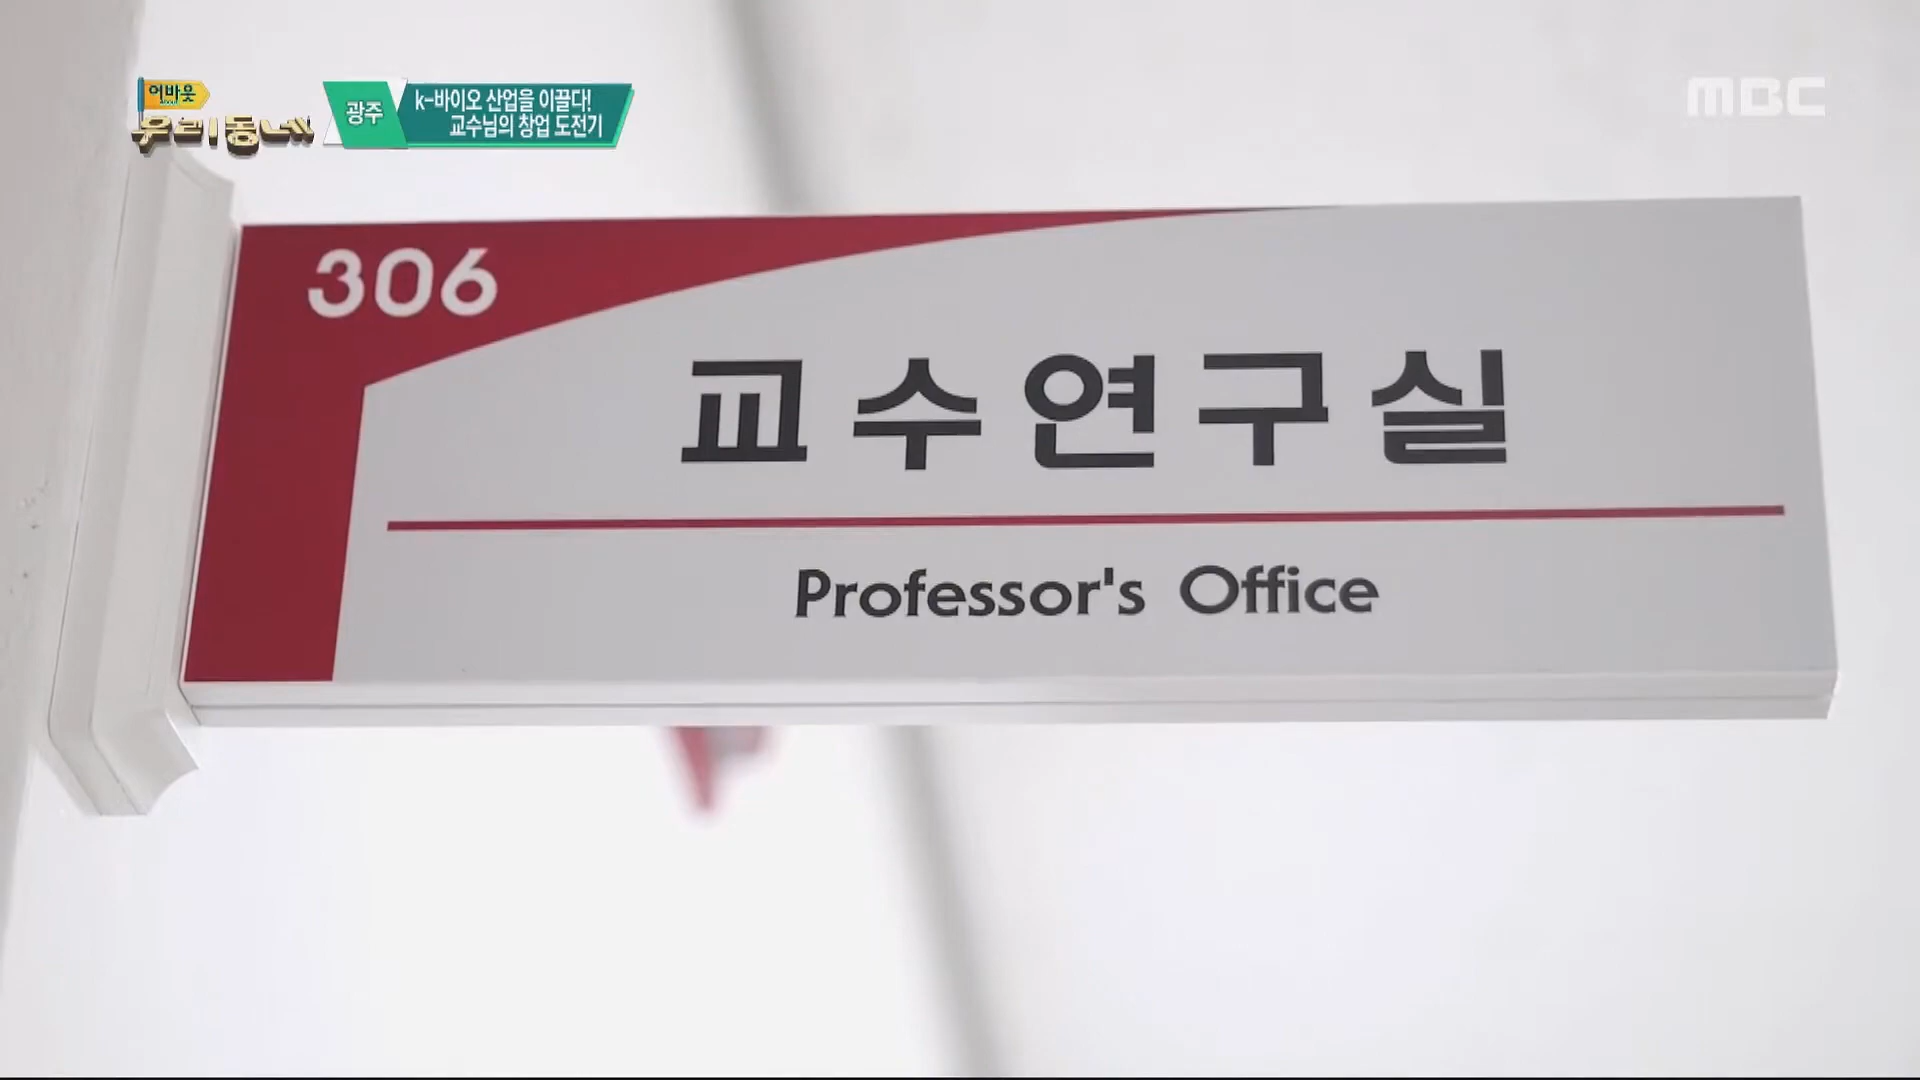 어바웃
우리동네
광주
k-바이오 산업을 이끌다!
교수님의 창업 도전기
MBC
306
교수연구실
Professor's Office